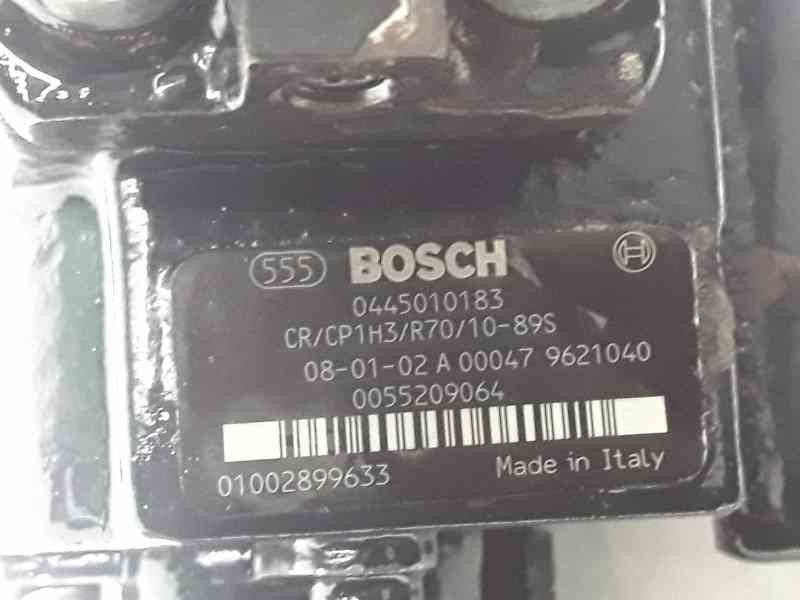 555 BOSCH
0445010183
CR/CP1H3/R70/10-89S
08-01-02 A 00047 9621040
0055209064
01002899633 Made in Italy